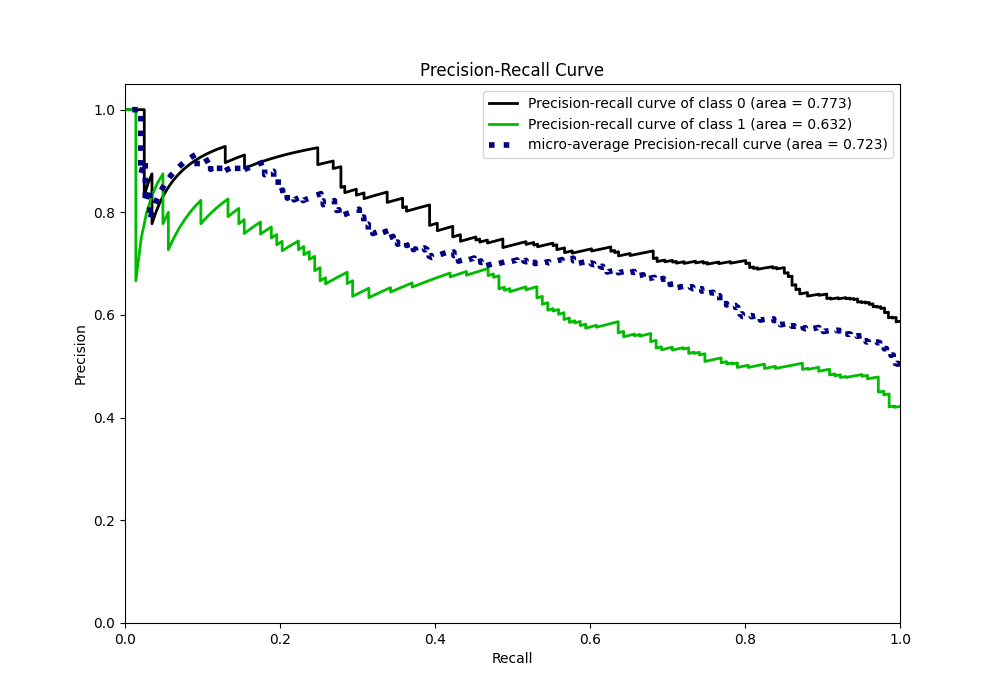 Precision-Recall Curve
Precision-recall curve of class 0 (area = 0.773)
Precision-recall curve of class 1 (area = 0.632)
micro-average Precision-recall curve (area = 0.723)
1.0
0.8
0.6
0.4
0.2
0.0
Precision
0.0 0.2 0.4 0.6 0.8 1.0
Recall